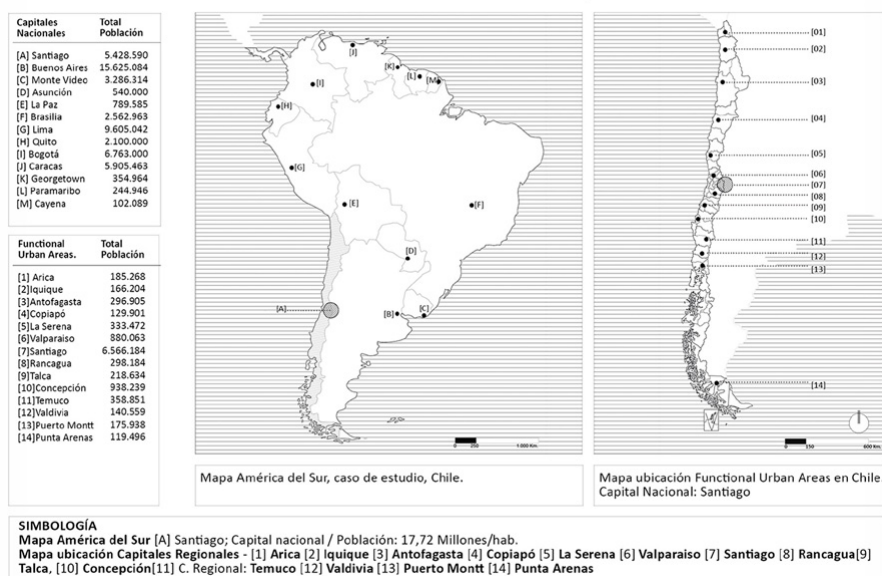 Capitales Total
Nacionales Población
[A] Santiago 5.428.590
[B] Buenos Aires 15.625.084
[C] Monte Video 3.286.314
[D] Asunción 540.000
[E] La Paz 789.585
[F] Brasilia 2.562.963
[G] Lima 9.605.042
[H] Quito 2.100.000
[I] Bogotá 6.763.000
[J] Caracas 5.905.463
[K] Georgetown 354.964
[L] Paramaribo 244.946
[M] Cayena 102.089
Functional Total
Urban Areas. Población
[1] Arica 185.268
[2]Iquique 166.204
[3]Antofagasta 296.905
[4]Copiapó 129.901
[5]La Serena 333.472
[6]Valparaiso 880.063
[7]Santiago 6.566.184
[8]Rancagua 298.184
[9]Talca 218.634
[10]Concepción 938.239
[11]Temuco 358.851
[12]Valdivia 140.559
[13]Puerto Montt 175.938
[14]Punta Arenas 119.496
[J]
[K]
[L]
[M]
[I]
[H]
[G]
[E]
[F]
[D]
[A]
[B]
[C]
0 250 1.000 Km.
Mapa América del Sur, caso de estudio, Chile.
[01]
[02]
[03]
[04]
[05]
[06]
[07]
[08]
[09]
[10]
[11]
[12]
[13]
[14]
0 150 600 Km.
Mapa ubicación Functional Urban Areas en Chile.
Capital Nacional: Santiago
SIMBOLOGÍA
Mapa América del Sur [A] Santiago; Capital nacional / Población: 17,72 Millones/hab.
Mapa ubicación Capitales Regionales - [1] Arica [2] Iquique [3] Antofagasta [4] Copiapó [5] La Serena [6] Valparaiso [7] Santiago [8] Rancagua[9]
Talca, [10] Concepción[11] C. Regional: Temuco [12] Valdivia [13] Puerto Montt [14] Punta Arenas